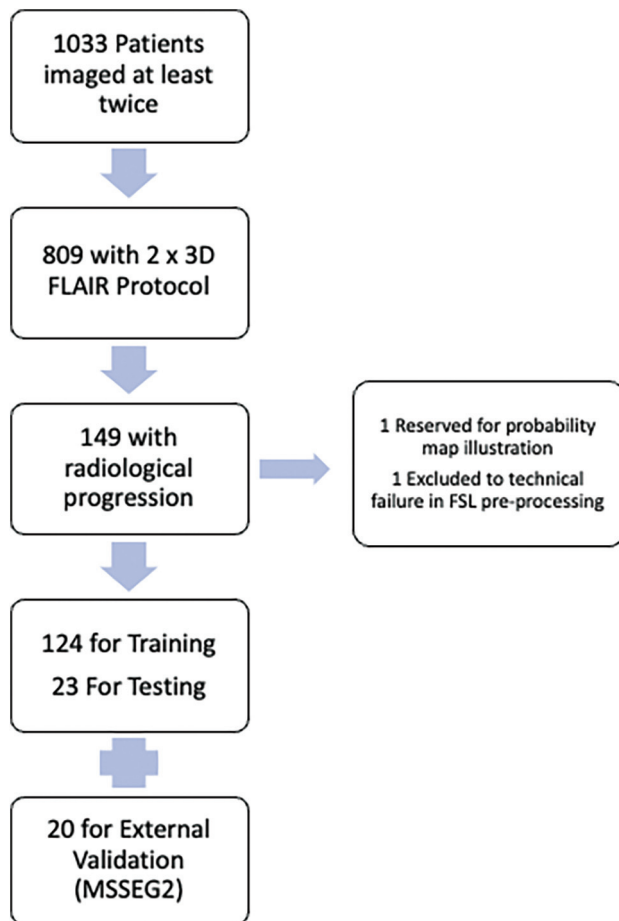 1033 Patients
imaged at least
twice
809 with 2 x 3D
FLAIR Protocol
149 with
radiological
progression
1 Reserved for probability
map illustration
1 Excluded to technical
failure in FSL pre-processing
124 for Training
23 For Testing
20 for External
Validation
(MSSEG2)